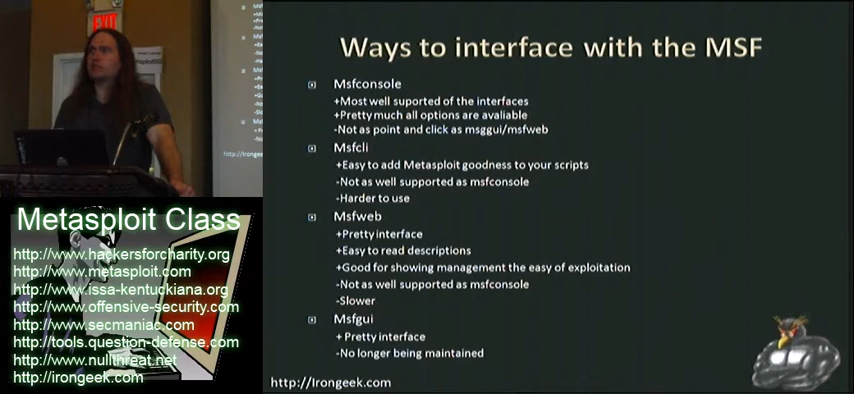 EXIT
http://Irongeek.com
Metasploit Class
http://www.hackersforcharity.org
http://www.metasploit.com
http://www.issa-kentuckiana.org
http://www.offensive-security.com
http://www.secmaniac.com
http://tools.question-defense.com
http://www.nullthreat.net
http://irongeek.com
Ways to interface with the MSF
Msfconsole
+Most well suported of the interfaces
+Pretty much all options are avaliable
-Not as point and click as msggui/msfweb
Msfcli
+Easy to add Metasploit goodness to your scripts
-Not as well supported as msfconsole
-Harder to use
Msfweb
+Pretty interface
+Easy to read descriptions
+Good for showing management the easy of exploitation
-Not as well supported as msfconsole
-Slower
Msfgui
+ Pretty interface
-No longer being maintained
http://Irongeek.com